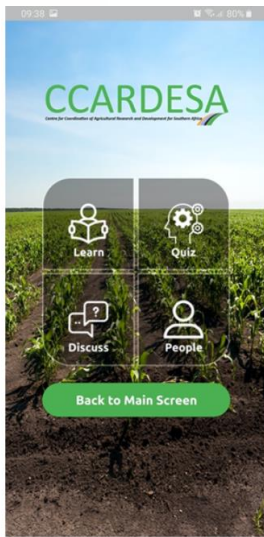 09:38
80%
CCARDESA
Centre for Coordination of Agricultural Research and Development for Southern Africa
Learn
Quiz
Discuss
People
Back to Main Screen